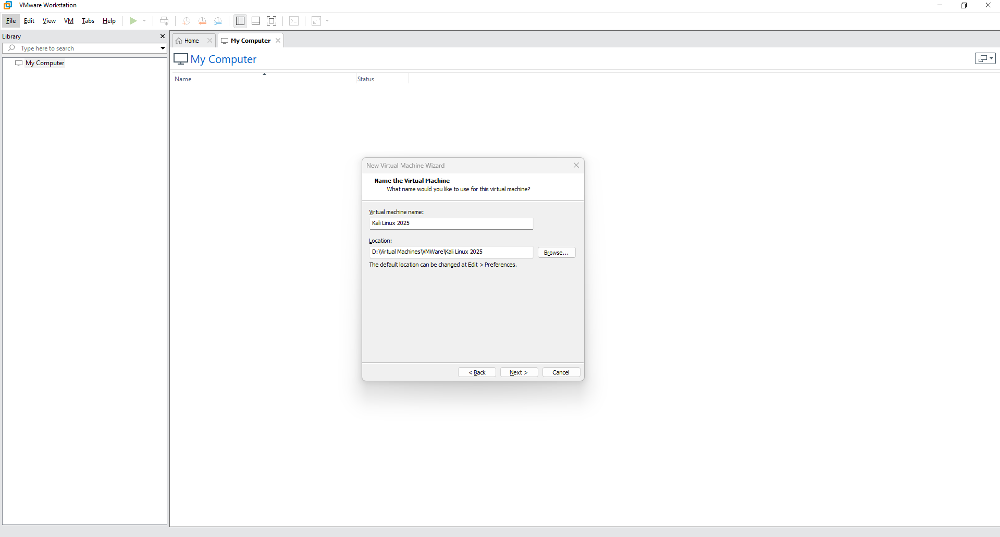 VMware Workstation
File Edit View VM Tabs Help
Library
Type here to search
My Computer
Home
My Computer
My Computer
Name Status
New Virtual Machine Wizard
Name the Virtual Machine
What name would you like to use for this virtual machine?
Virtual machine name:
Kali Linux 2025
Location:
D:\Virtual Machines\VMWare\Kali Linux 2025
Browse...
The default location can be changed at Edit > Preferences.
< Back Next > Cancel